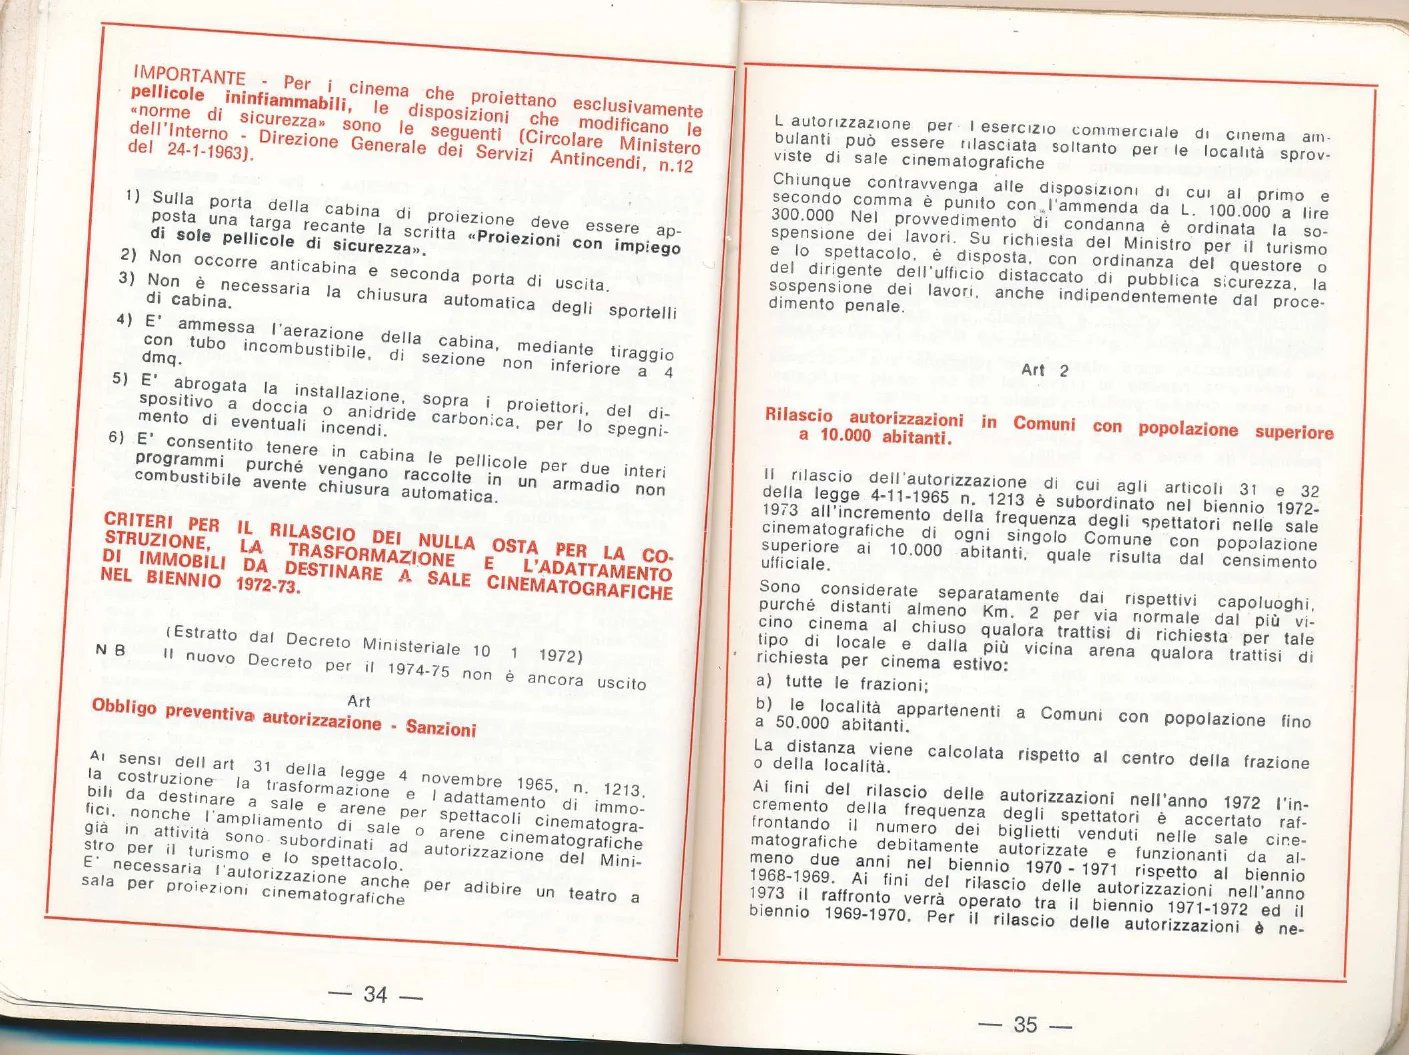 IMPORTANTE - Per i cinema che proiettano esclusivamente
pellicole ininfiammabili, le disposizioni che modificano le
«norme di sicurezza» sono le seguenti (Circolare Ministero
dell'Interno - Direzione Generale dei Servizi Antincendi, n.12
del 24-1-1963).
1) Sulla porta della cabina di proiezione deve essere ap-
posta una targa recante la scritta «Proiezioni con impiego
di sole pellicole di sicurezza».
2) Non occorre anticabina e seconda porta di uscita.
3) Non è necessaria la chiusura automatica degli sportelli
di cabina.
4) E' ammessa l'aerazione della cabina, mediante tiraggio
con tubo incombustibile, di sezione non inferiore a 4
dmq.
5) E' abrogata la installazione, sopra i proiettori, del di-
spositivo a doccia o anidride carbonica, per lo spegni-
mento di eventuali incendi.
6) E' consentito tenere in cabina le pellicole per due interi
programmi purché vengano raccolte in un armadio non
combustibile avente chiusura automatica.
CRITERI PER IL RILASCIO DEI NULLA OSTA PER LA CO-
STRUZIONE, LA TRASFORMAZIONE E L'ADATTAMENTO
DI IMMOBILI DA DESTINARE A SALE CINEMATOGRAFICHE
NEL BIENNIO 1972-73.
(Estratto dal Decreto Ministeriale 10 1 1972)
N B Il nuovo Decreto per il 1974-75 non è ancora uscito
Art
Obbligo preventiva autorizzazione - Sanzioni
Ai sensi dell art 31 della legge 4 novembre 1965, n. 1213,
la costruzione la trasformazione e l adattamento di immo-
bili da destinare a sale e arene per spettacoli cinematogra-
fici, nonche l'ampliamento di sale o arene cinematografiche
già in attività sono subordinati ad autorizzazione del Mini-
stro per il turismo e lo spettacolo.
E' necessaria l'autorizzazione anche per adibire un teatro a
sala per proiezioni cinematografiche
— 34 —
L autorizzazione per l esercizio commerciale di cinema am-
bulanti può essere rilasciata soltanto per le località sprov-
viste di sale cinematografiche
Chiunque contravvenga alle disposizioni di cui al primo e
secondo comma è punito con l'ammenda da L. 100.000 a lire
300.000 Nel provvedimento di condanna è ordinata la so-
spensione dei lavori. Su richiesta del Ministro per il turismo
e lo spettacolo, è disposta, con ordinanza del questore o
del dirigente dell'ufficio distaccato di pubblica sicurezza, la
sospensione dei lavori, anche indipendentemente dal proce-
dimento penale.
Art 2
Rilascio autorizzazioni in Comuni con popolazione superiore
a 10.000 abitanti.
Il rilascio dell'autorizzazione di cui agli articoli 31 e 32
della legge 4-11-1965 n. 1213 è subordinato nel biennio 1972-
1973 all'incremento della frequenza degli spettatori nelle sale
cinematografiche di ogni singolo Comune con popolazione
superiore ai 10.000 abitanti, quale risulta dal censimento
ufficiale.
Sono considerate separatamente dai rispettivi capoluoghi,
purché distanti almeno Km. 2 per via normale dal più vi-
cino cinema al chiuso qualora trattisi di richiesta per tale
tipo di locale e dalla più vicina arena qualora trattisi di
richiesta per cinema estivo:
a) tutte le frazioni;
b) le località appartenenti a Comuni con popolazione fino
a 50.000 abitanti.
La distanza viene calcolata rispetto al centro della frazione
o della località.
Ai fini del rilascio delle autorizzazioni nell'anno 1972 l'in-
cremento della frequenza degli spettatori è accertato raf-
frontando il numero dei biglietti venduti nelle sale cine-
matografiche debitamente autorizzate e funzionanti da al-
meno due anni nel biennio 1970 - 1971 rispetto al biennio
1968-1969. Ai fini del rilascio delle autorizzazioni nell'anno
1973 il raffronto verrà operato tra il biennio 1971-1972 ed il
biennio 1969-1970. Per il rilascio delle autorizzazioni è ne-
— 35 —